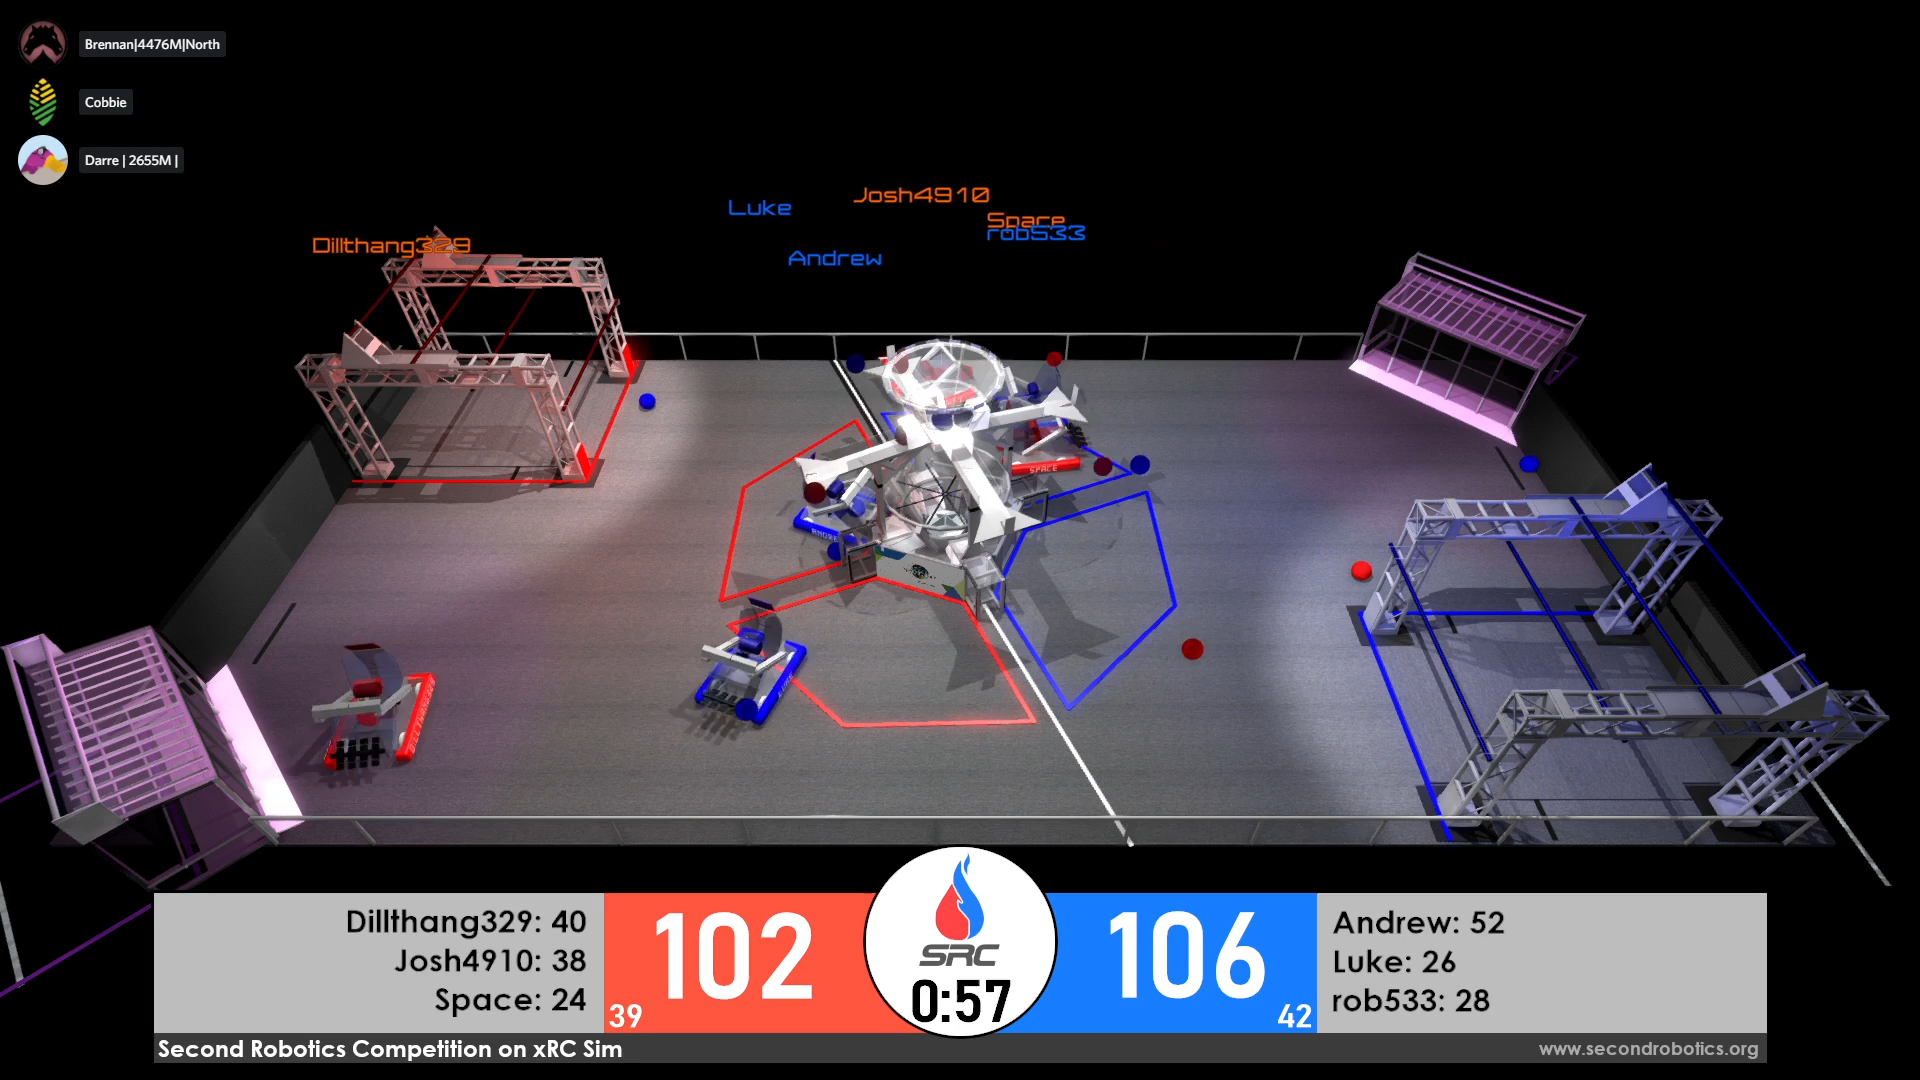 Brennan|4476M|North
Cobbie
Darre | 2655M |
Josh4910
Luke
Space
rob533
Dillthang329
Andrew
SPACE
Dillthang329: 40
Josh4910: 38
Space: 24
102
39
SRC
0:57
106
42
Andrew: 52
Luke: 26
rob533: 28
Second Robotics Competition on xRC Sim
www.secondrobotics.org